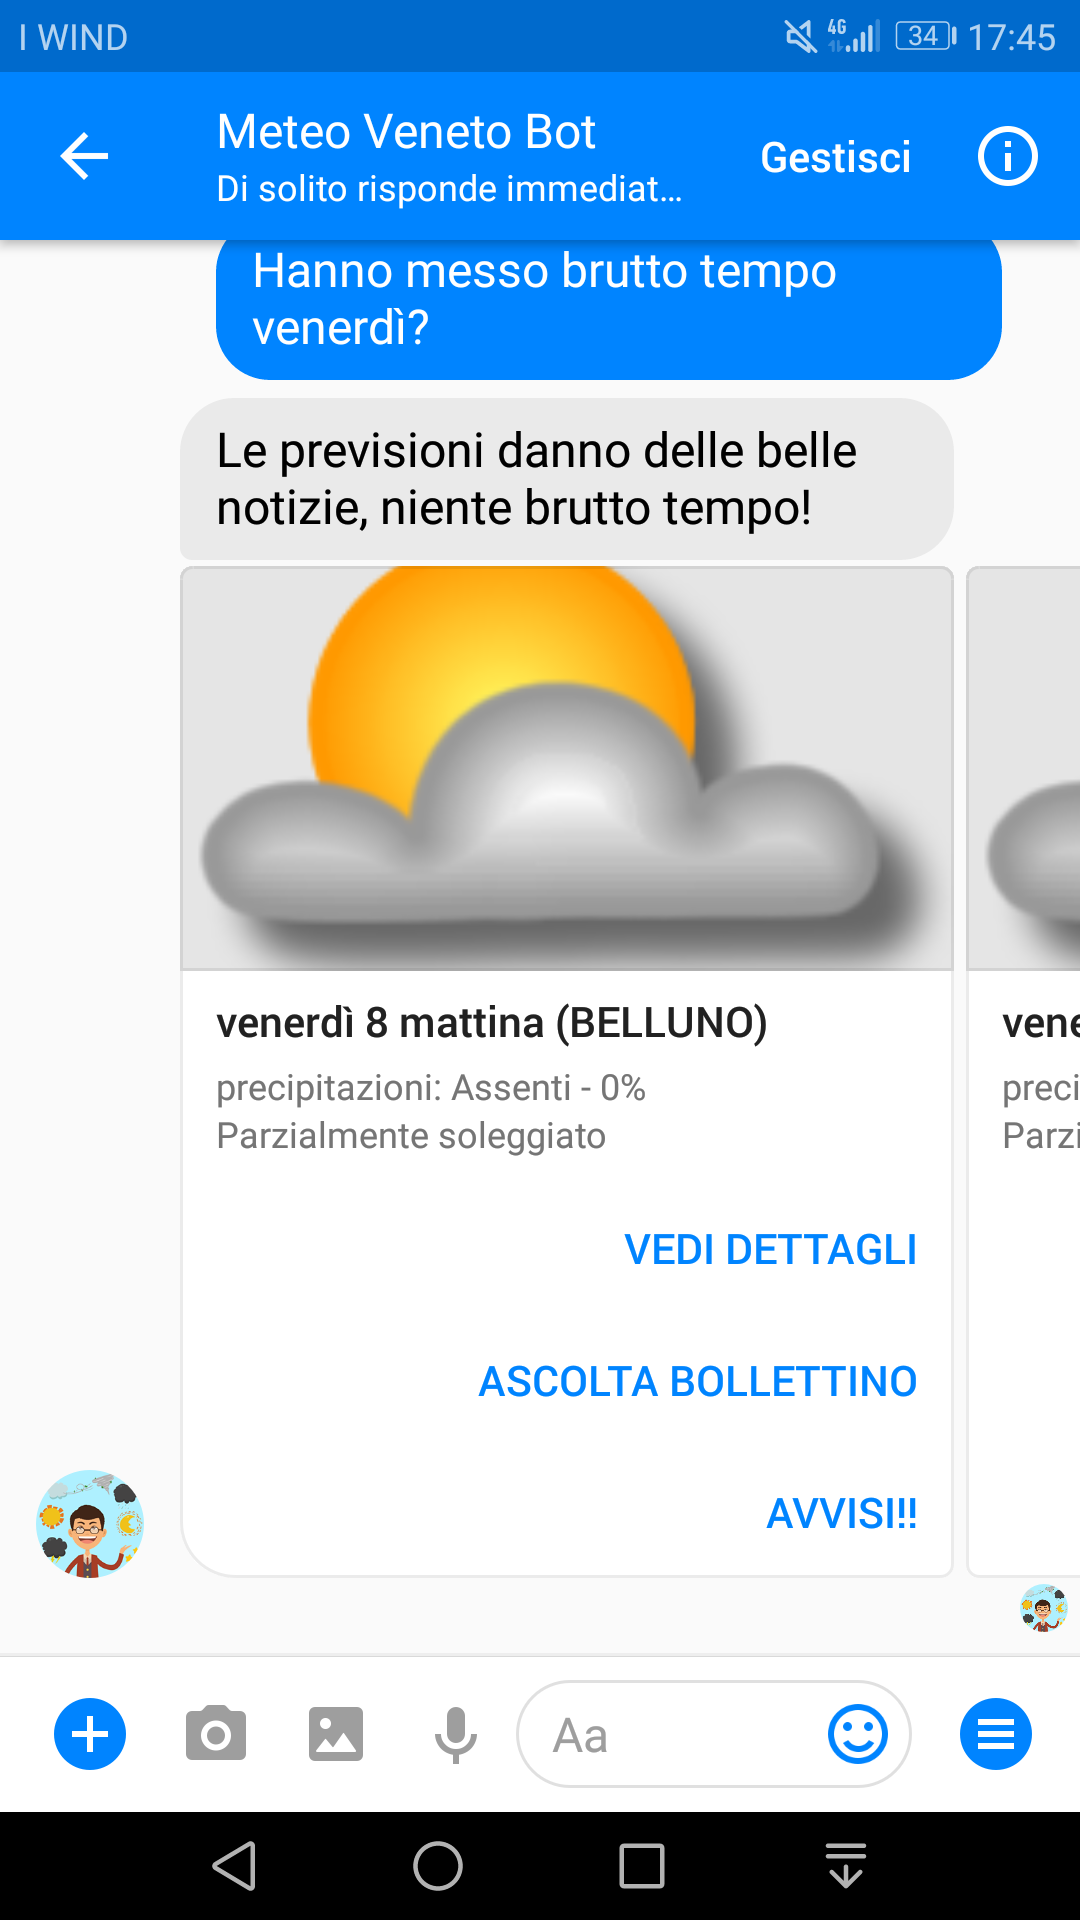 I WIND
4G
34
17:45
Meteo Veneto Bot
Di solito risponde immediat...
Gestisci
Hanno messo brutto tempo
venerdì?
Le previsioni danno delle belle
notizie, niente brutto tempo!
venerdì 8 mattina (BELLUNO)
precipitazioni: Assenti - 0%
Parzialmente soleggiato
VEDI DETTAGLI
ASCOLTA BOLLETTINO
AVVISI!!
vene
preci
Parzi
Aa